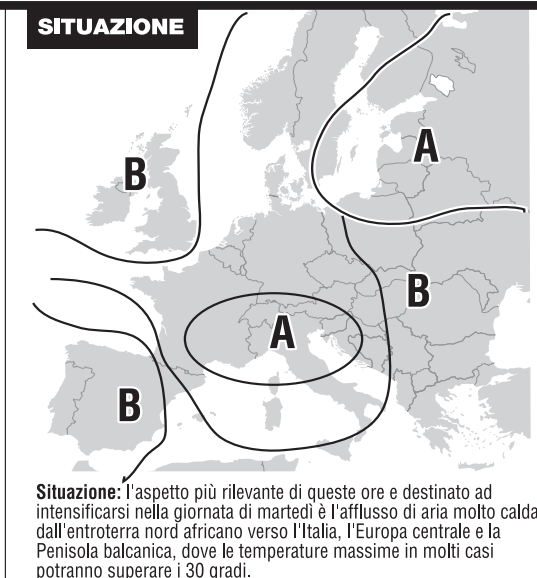 SITUAZIONE
B
A
B
A
B
Situazione: l'aspetto più rilevante di queste ore e destinato ad
intensificarsi nella giornata di martedì è l'afflusso di aria molto calda
dall'entroterra nord africano verso l'Italia, l'Europa centrale e la
Penisola balcanica, dove le temperature massime in molti casi
potranno superare i 30 gradi.